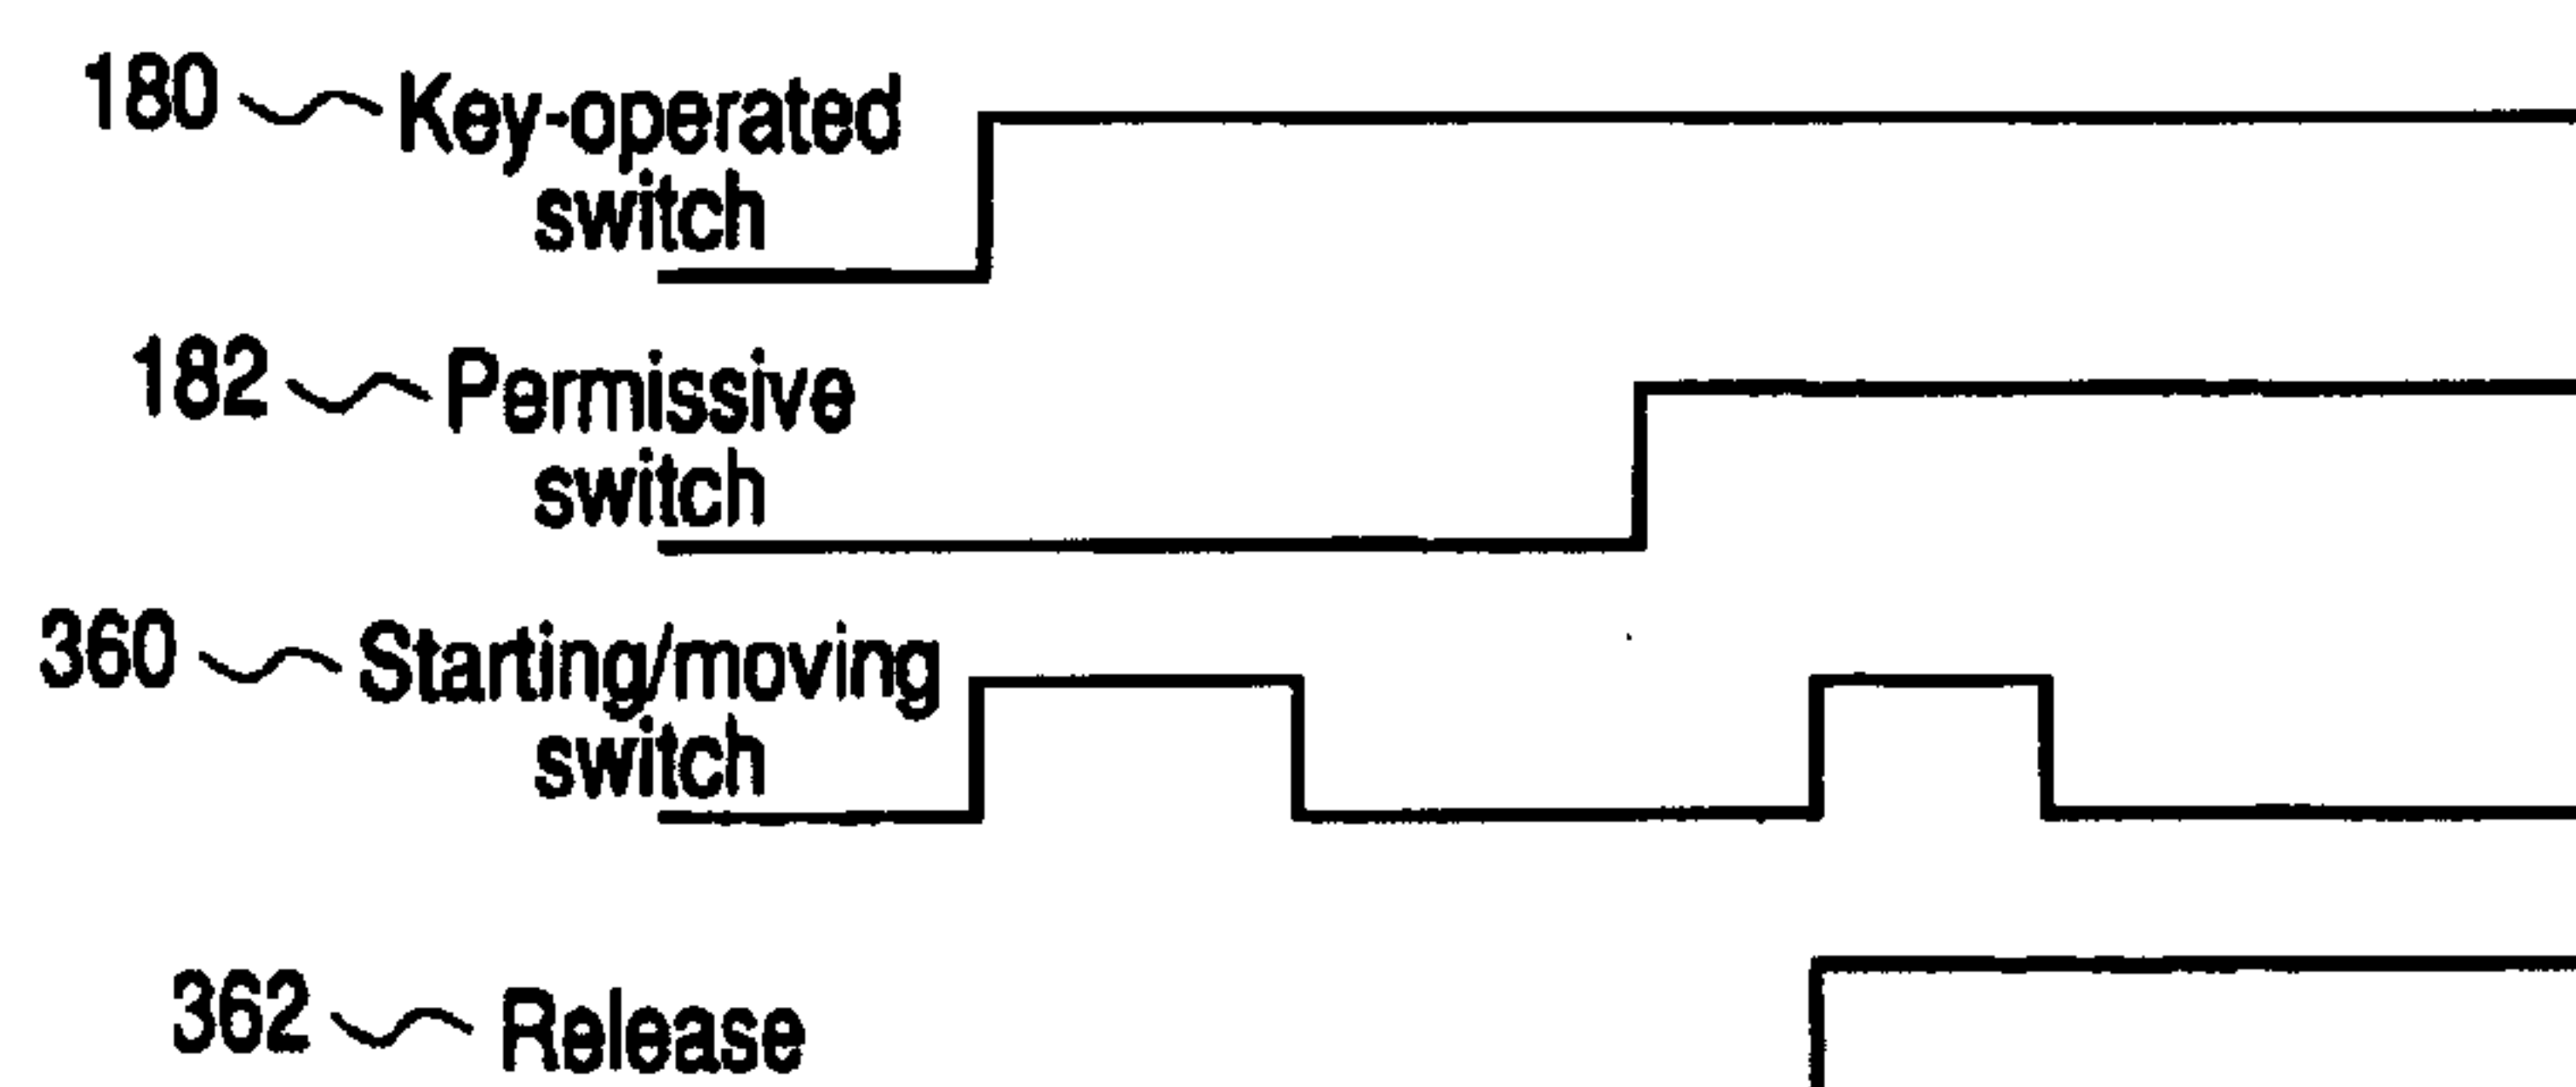 180 Key-operated
switch
182 Permissive
switch
360 Starting/moving
switch
362 Release